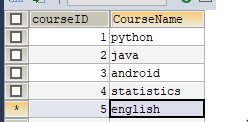 courseID CourseName
1 python
2 java
3 android
4 statistics
* 5 english